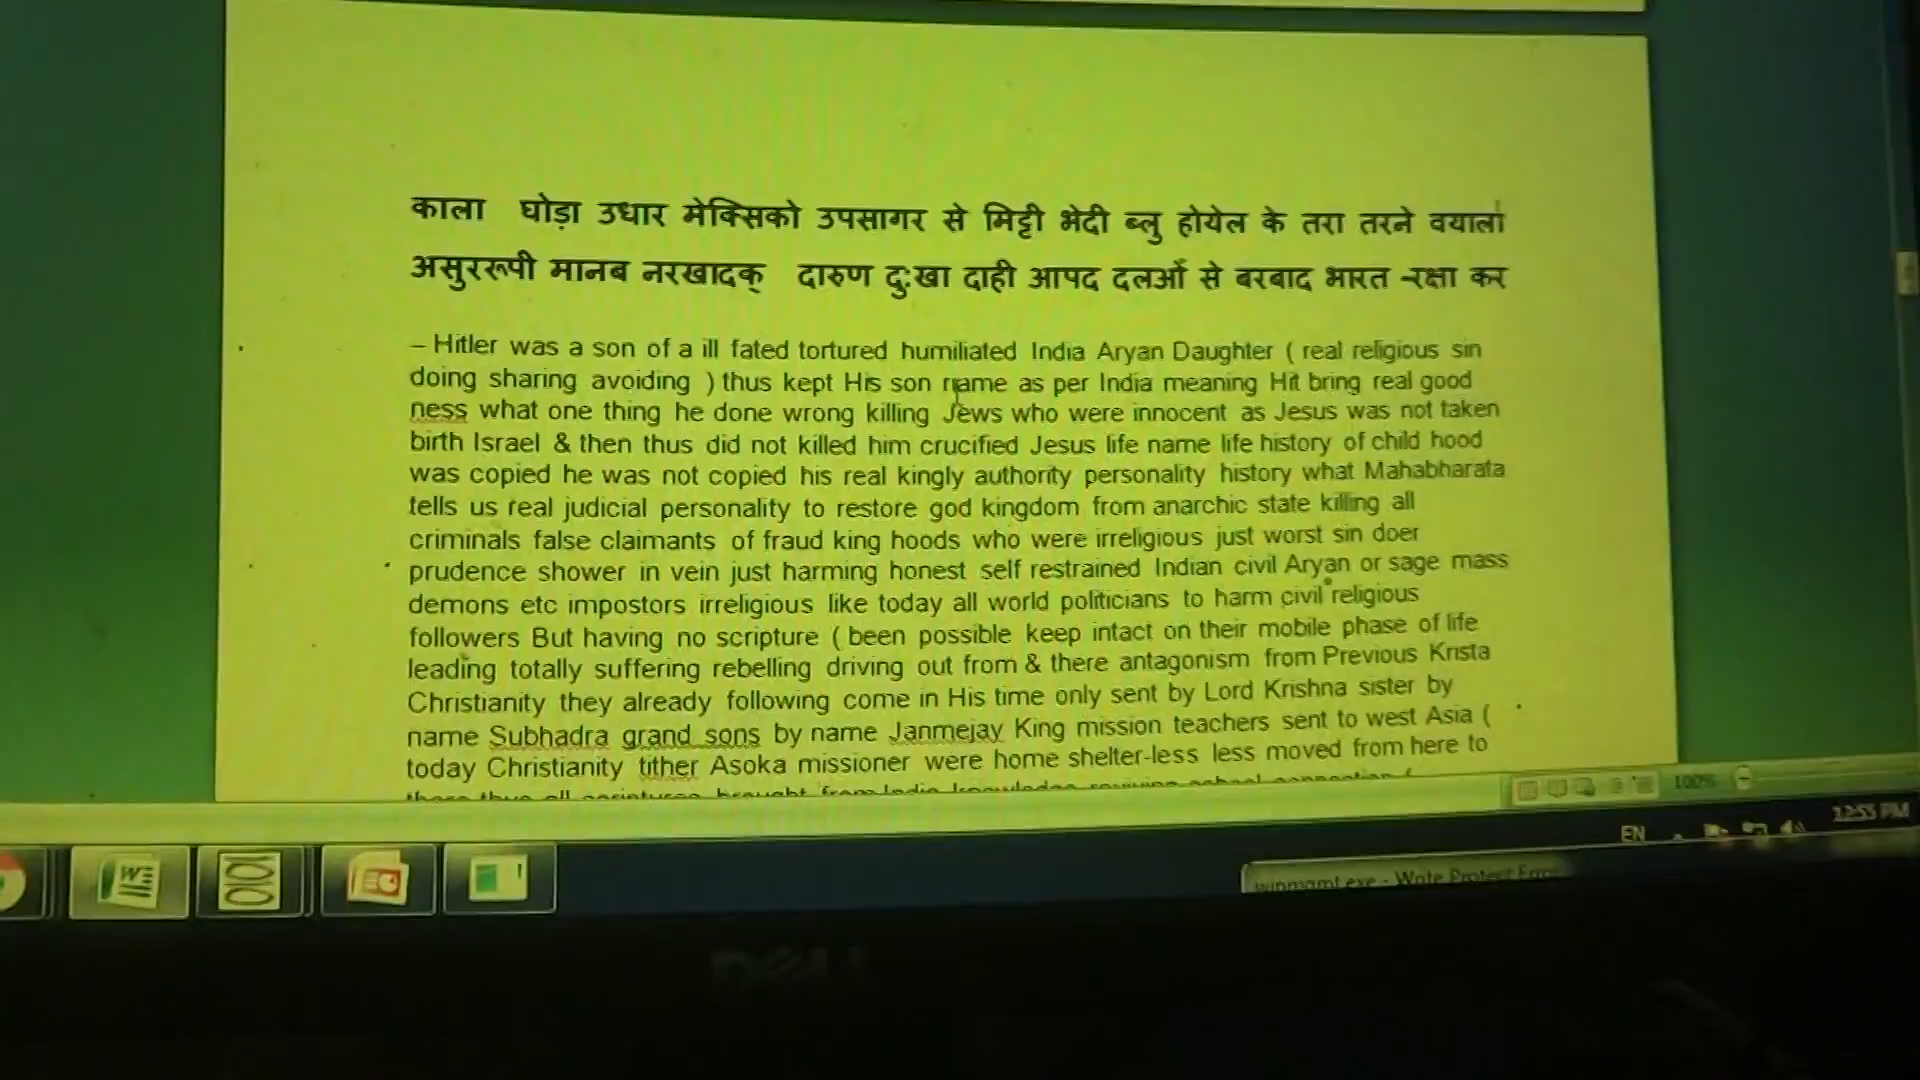 काला घोड़ा उधार मेक्सिको उपसागर से मिट्टी भेदी ब्लु होयेल के तरा तरने वयाला
असुररूपी मानब नरखादक् दारुण दुःखा दाही आपद दलओं से बरबाद भारत -रक्षा कर
– Hitler was a son of a ill fated tortured humiliated India Aryan Daughter ( real religious sin
doing sharing avoiding ) thus kept His son name as per India meaning Hit bring real good
ness what one thing he done wrong killing Jews who were innocent as Jesus was not taken
birth Israel & then thus did not killed him crucified Jesus life name life history of child hood
was copied he was not copied his real kingly authority personality history what Mahabharata
tells us real judicial personality to restore god kingdom from anarchic state killing all
criminals false claimants of fraud king hoods who were irreligious just worst sin doer
prudence shower in vein just harming honest self restrained Indian civil Aryan or sage mass
demons etc impostors irreligious like today all world politicians to harm civil religious
followers But having no scripture ( been possible keep intact on their mobile phase of life
leading totally suffering rebelling driving out from & there antagonism from Previous Krista
Christianity they already following come in His time only sent by Lord Krishna sister by
name Subhadra grand sons by name Janmejay King mission teachers sent to west Asia (
today Christianity tither Asoka missioner were home shelter-less less moved from here to
100%
EN
12:55 PM
winmgmt.exe - Write Protect
DELL